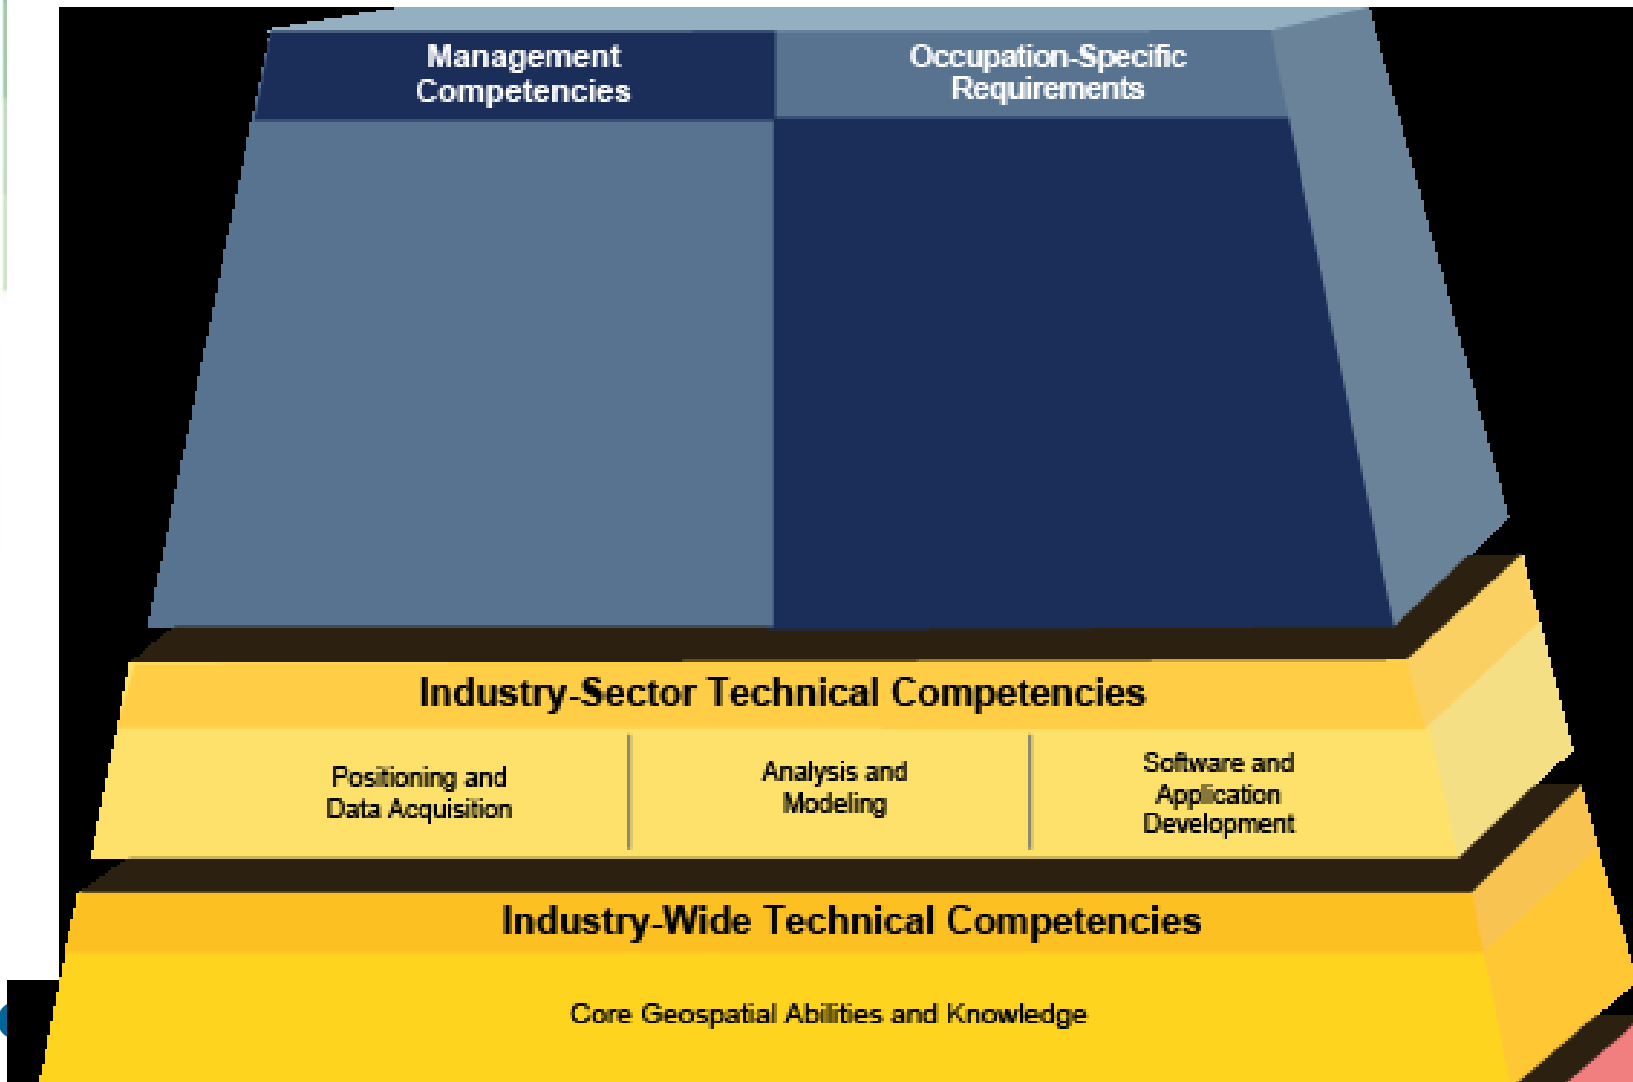 Management
Competencies
Occupation-Specific
Requirements
Industry-Sector Technical Competencies
Positioning and
Data Acquisition
Analysis and
Modeling
Software and
Application
Development
Industry-Wide Technical Competencies
Core Geospatial Abilities and Knowledge